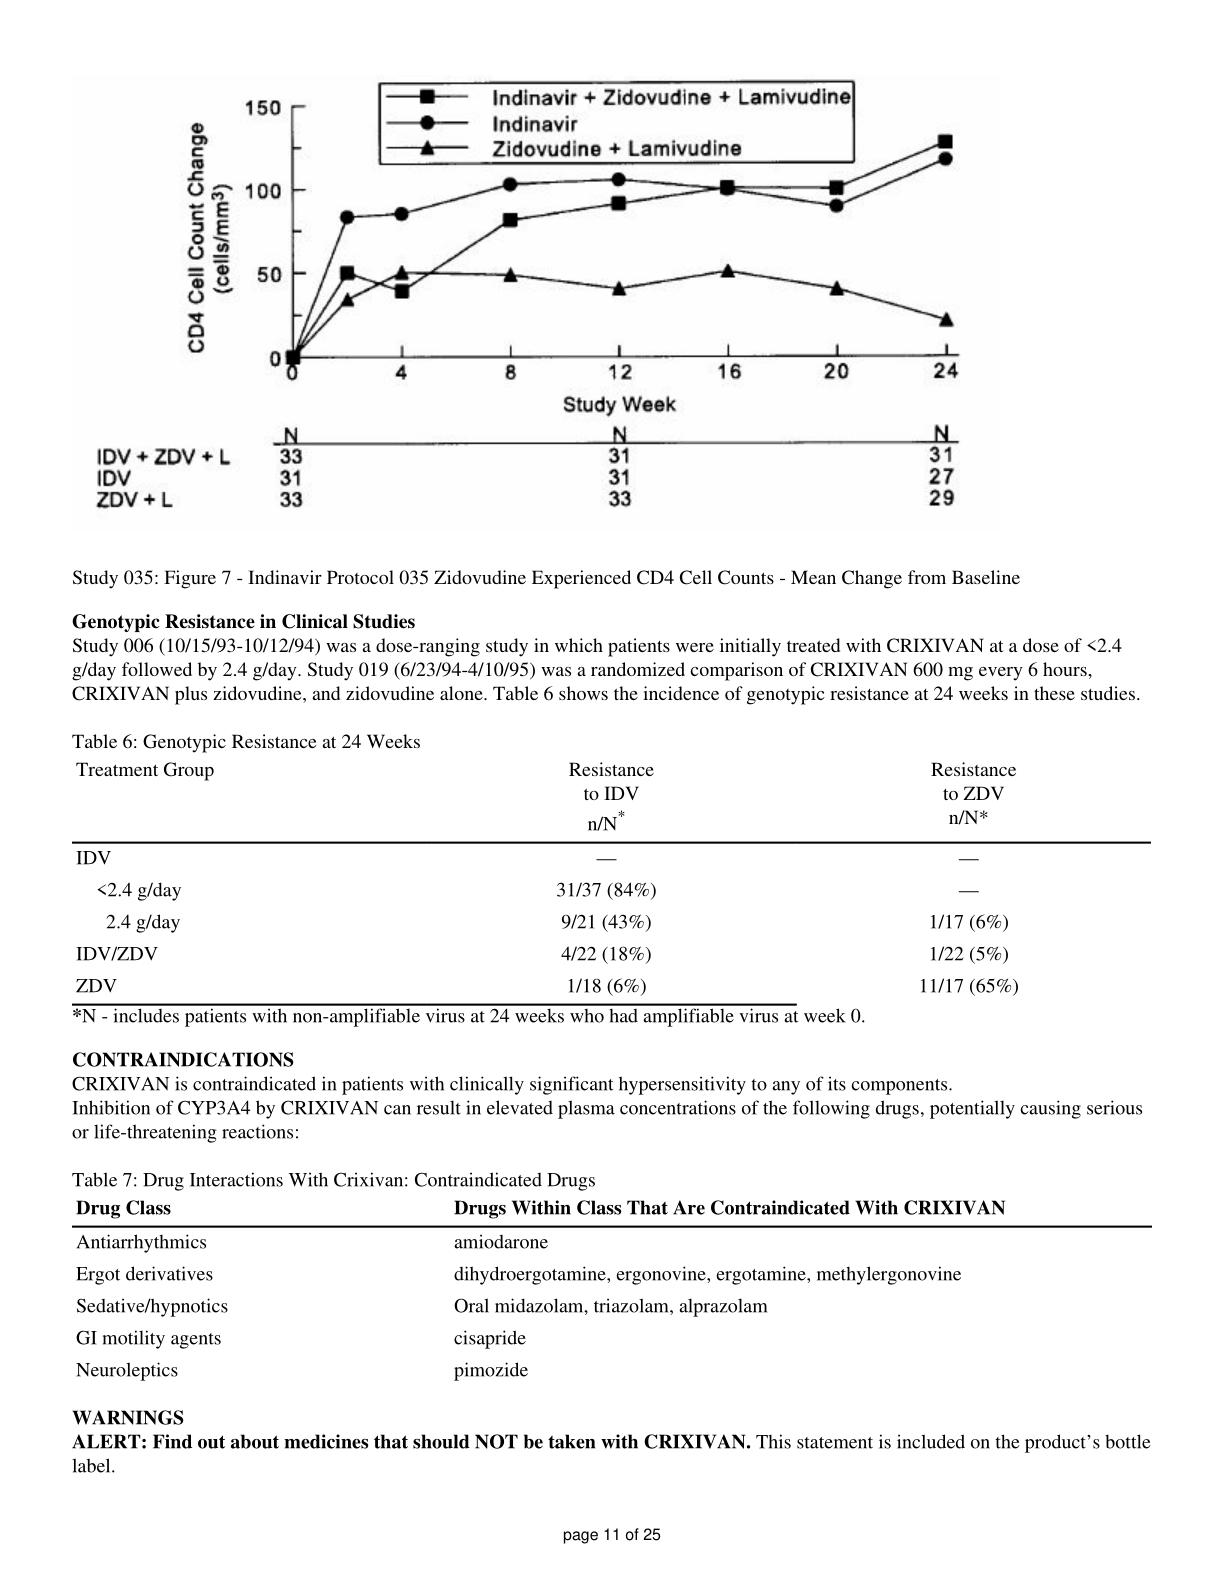 Indinavir + Zidovudine + Lamivudine
Indinavir
Zidovudine + Lamivudine
CD4 Cell Count Change
(cells/mm³)
150
100
50
0
0 4 8 12 16 20 24
Study Week
N N N
IDV + ZDV + L 33 31 31
IDV 31 31 27
ZDV + L 33 33 29
Study 035: Figure 7 - Indinavir Protocol 035 Zidovudine Experienced CD4 Cell Counts - Mean Change from Baseline
Genotypic Resistance in Clinical Studies
Study 006 (10/15/93-10/12/94) was a dose-ranging study in which patients were initially treated with CRIXIVAN at a dose of <2.4
g/day followed by 2.4 g/day. Study 019 (6/23/94-4/10/95) was a randomized comparison of CRIXIVAN 600 mg every 6 hours,
CRIXIVAN plus zidovudine, and zidovudine alone. Table 6 shows the incidence of genotypic resistance at 24 weeks in these studies.
Table 6: Genotypic Resistance at 24 Weeks
Treatment Group Resistance Resistance
to IDV to ZDV
n/N* n/N*
IDV — —
<2.4 g/day 31/37 (84%) —
2.4 g/day 9/21 (43%) 1/17 (6%)
IDV/ZDV 4/22 (18%) 1/22 (5%)
ZDV 1/18 (6%) 11/17 (65%)
*N - includes patients with non-amplifiable virus at 24 weeks who had amplifiable virus at week 0.
CONTRAINDICATIONS
CRIXIVAN is contraindicated in patients with clinically significant hypersensitivity to any of its components.
Inhibition of CYP3A4 by CRIXIVAN can result in elevated plasma concentrations of the following drugs, potentially causing serious
or life-threatening reactions:
Table 7: Drug Interactions With Crixivan: Contraindicated Drugs
Drug Class Drugs Within Class That Are Contraindicated With CRIXIVAN
Antiarrhythmics amiodarone
Ergot derivatives dihydroergotamine, ergonovine, ergotamine, methylergonovine
Sedative/hypnotics Oral midazolam, triazolam, alprazolam
GI motility agents cisapride
Neuroleptics pimozide
WARNINGS
ALERT: Find out about medicines that should NOT be taken with CRIXIVAN. This statement is included on the product’s bottle
label.
page 11 of 25